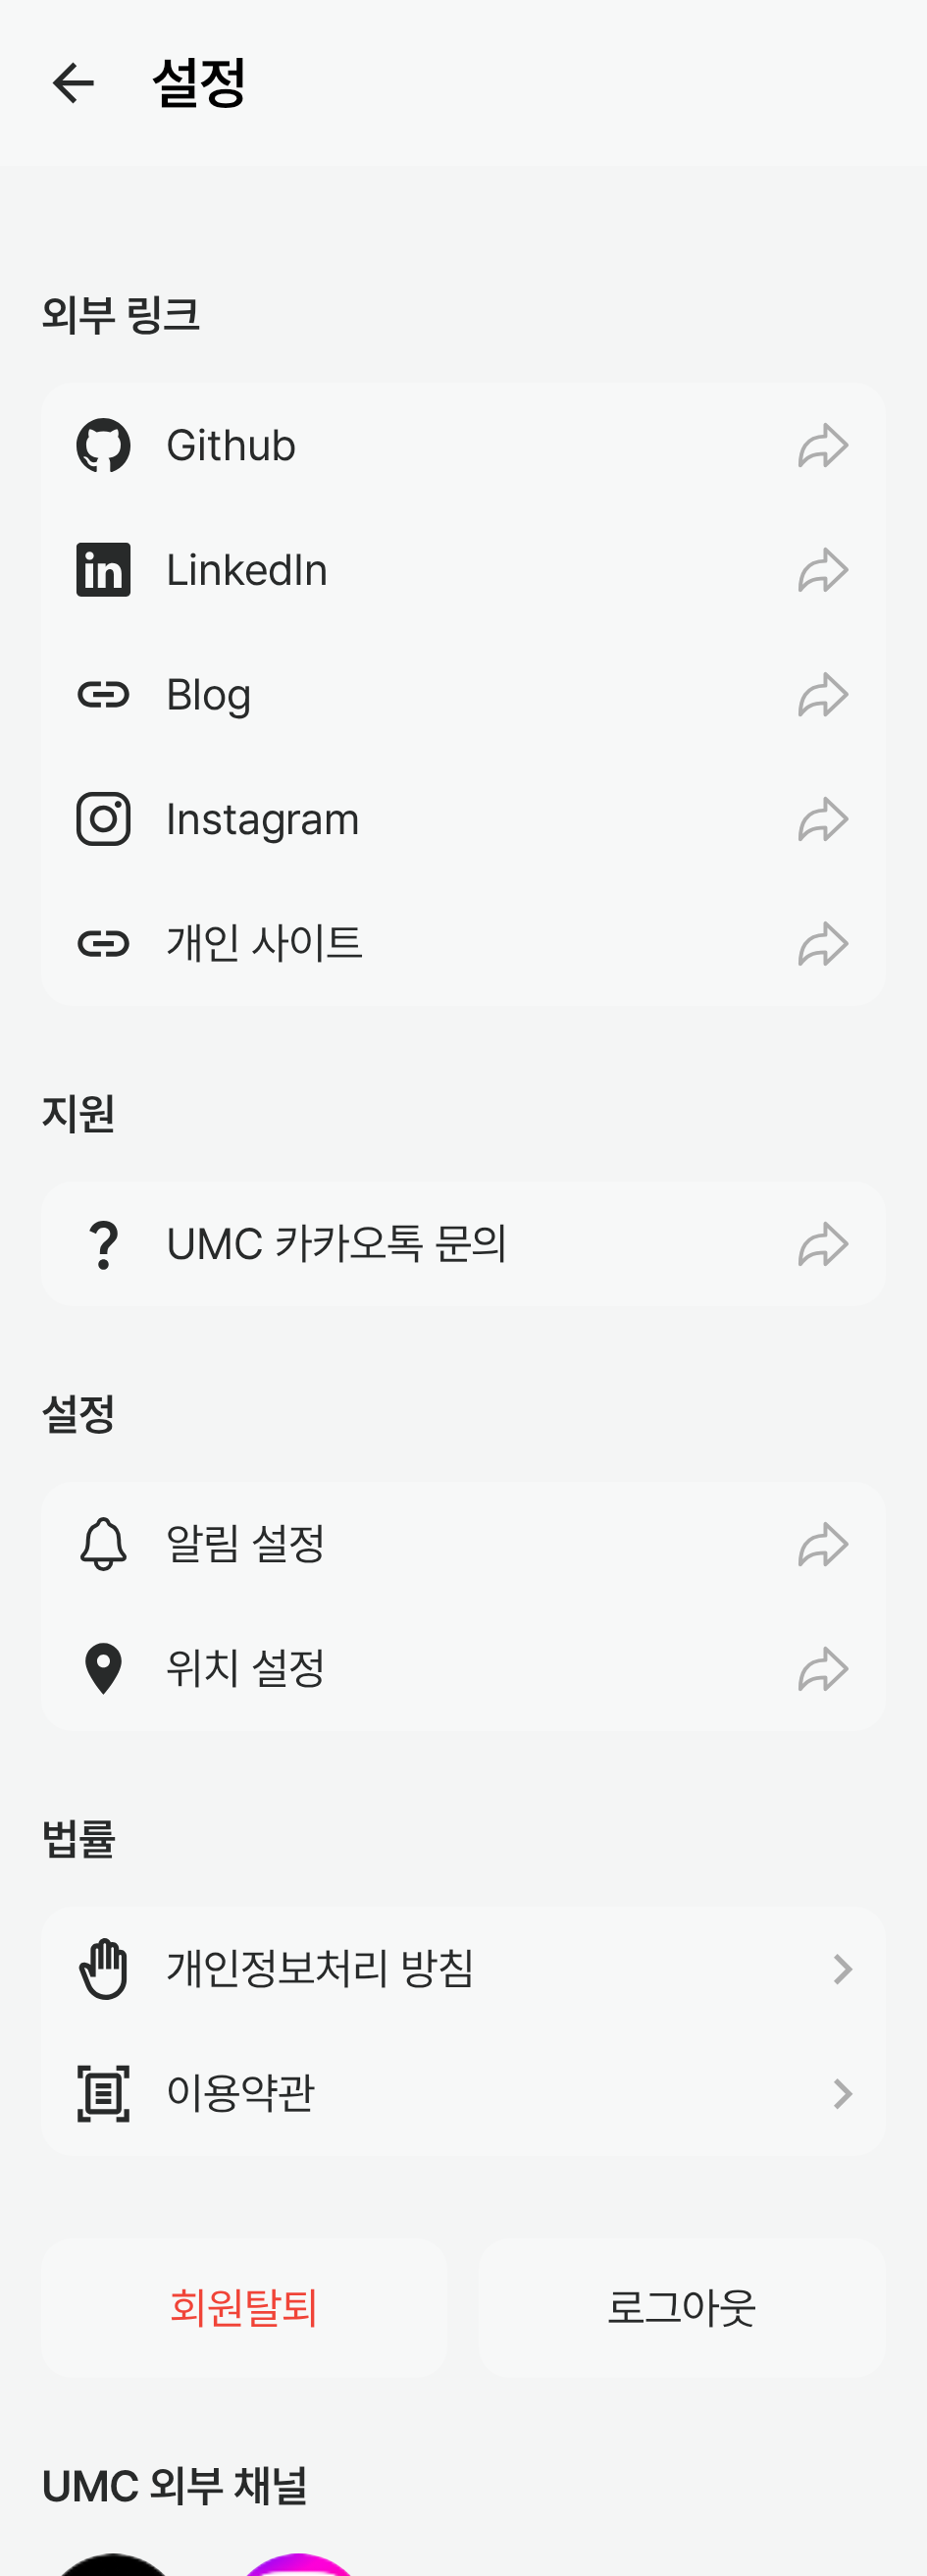 설정
외부 링크
Github
LinkedIn
Blog
Instagram
개인 사이트
지원
UMC 카카오톡 문의
설정
알림 설정
위치 설정
법률
개인정보처리 방침
이용약관
회원탈퇴
로그아웃
UMC 외부 채널